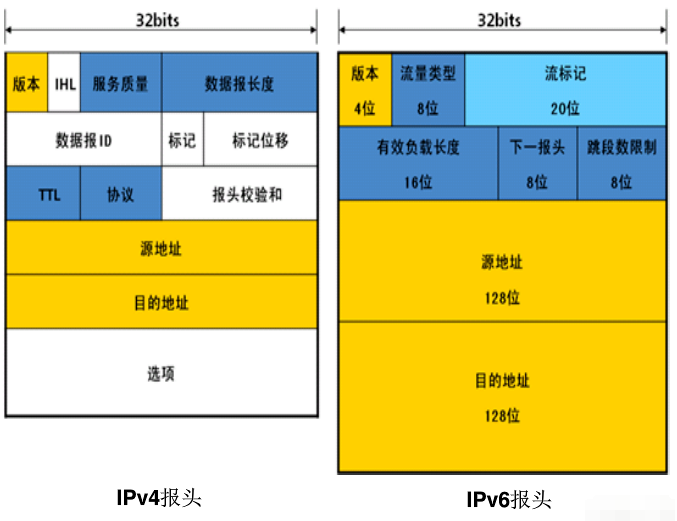 32bits
版本 IHL 服务质量 数据报长度
数据报ID 标记 标记位移
TTL 协议 报头校验和
源地址
目的地址
选项
IPv4报头
32bits
版本 流量类型 流标记
4位 8位 20位
有效负载长度 下一报头 跳段数限制
16位 8位 8位
源地址
128位
目的地址
128位
IPv6报头